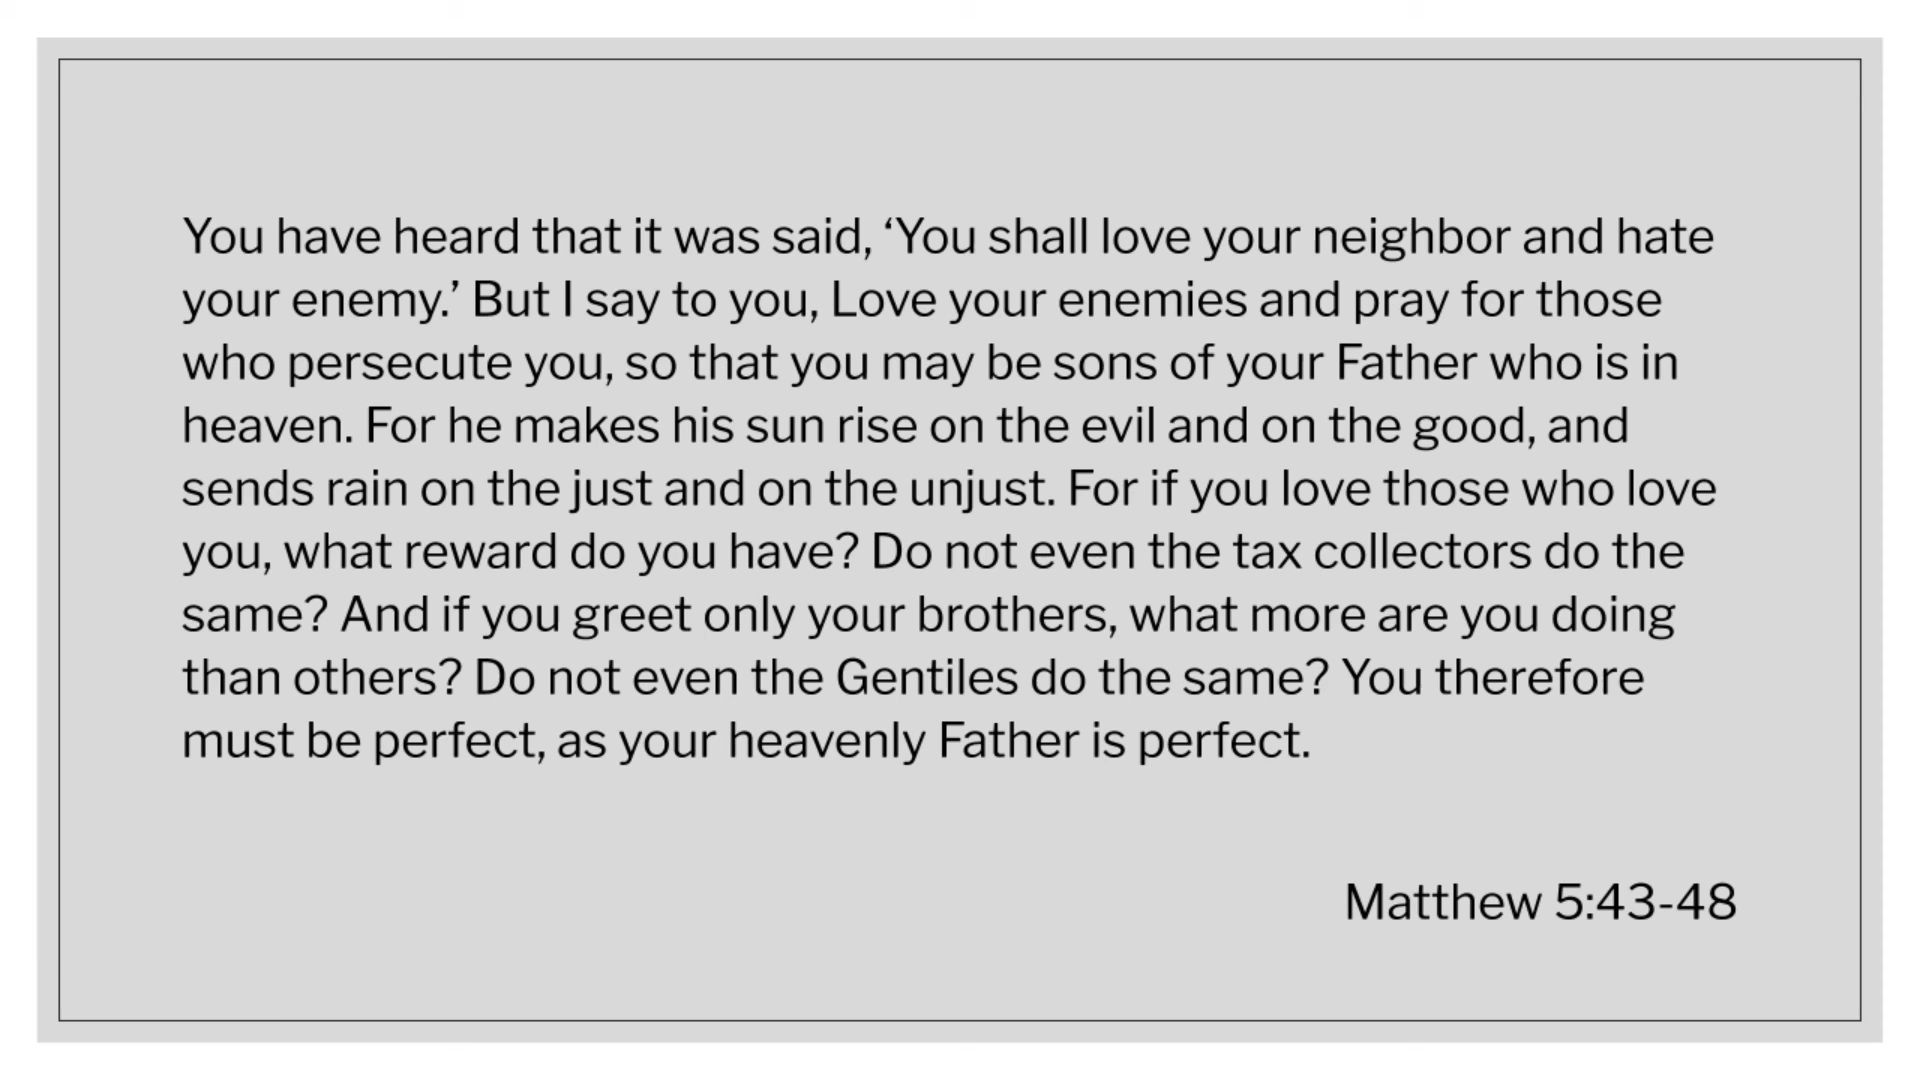 You have heard that it was said, ‘You shall love your neighbor and hate
your enemy.’ But I say to you, Love your enemies and pray for those
who persecute you, so that you may be sons of your Father who is in
heaven. For he makes his sun rise on the evil and on the good, and
sends rain on the just and on the unjust. For if you love those who love
you, what reward do you have? Do not even the tax collectors do the
same? And if you greet only your brothers, what more are you doing
than others? Do not even the Gentiles do the same? You therefore
must be perfect, as your heavenly Father is perfect.
Matthew 5:43-48